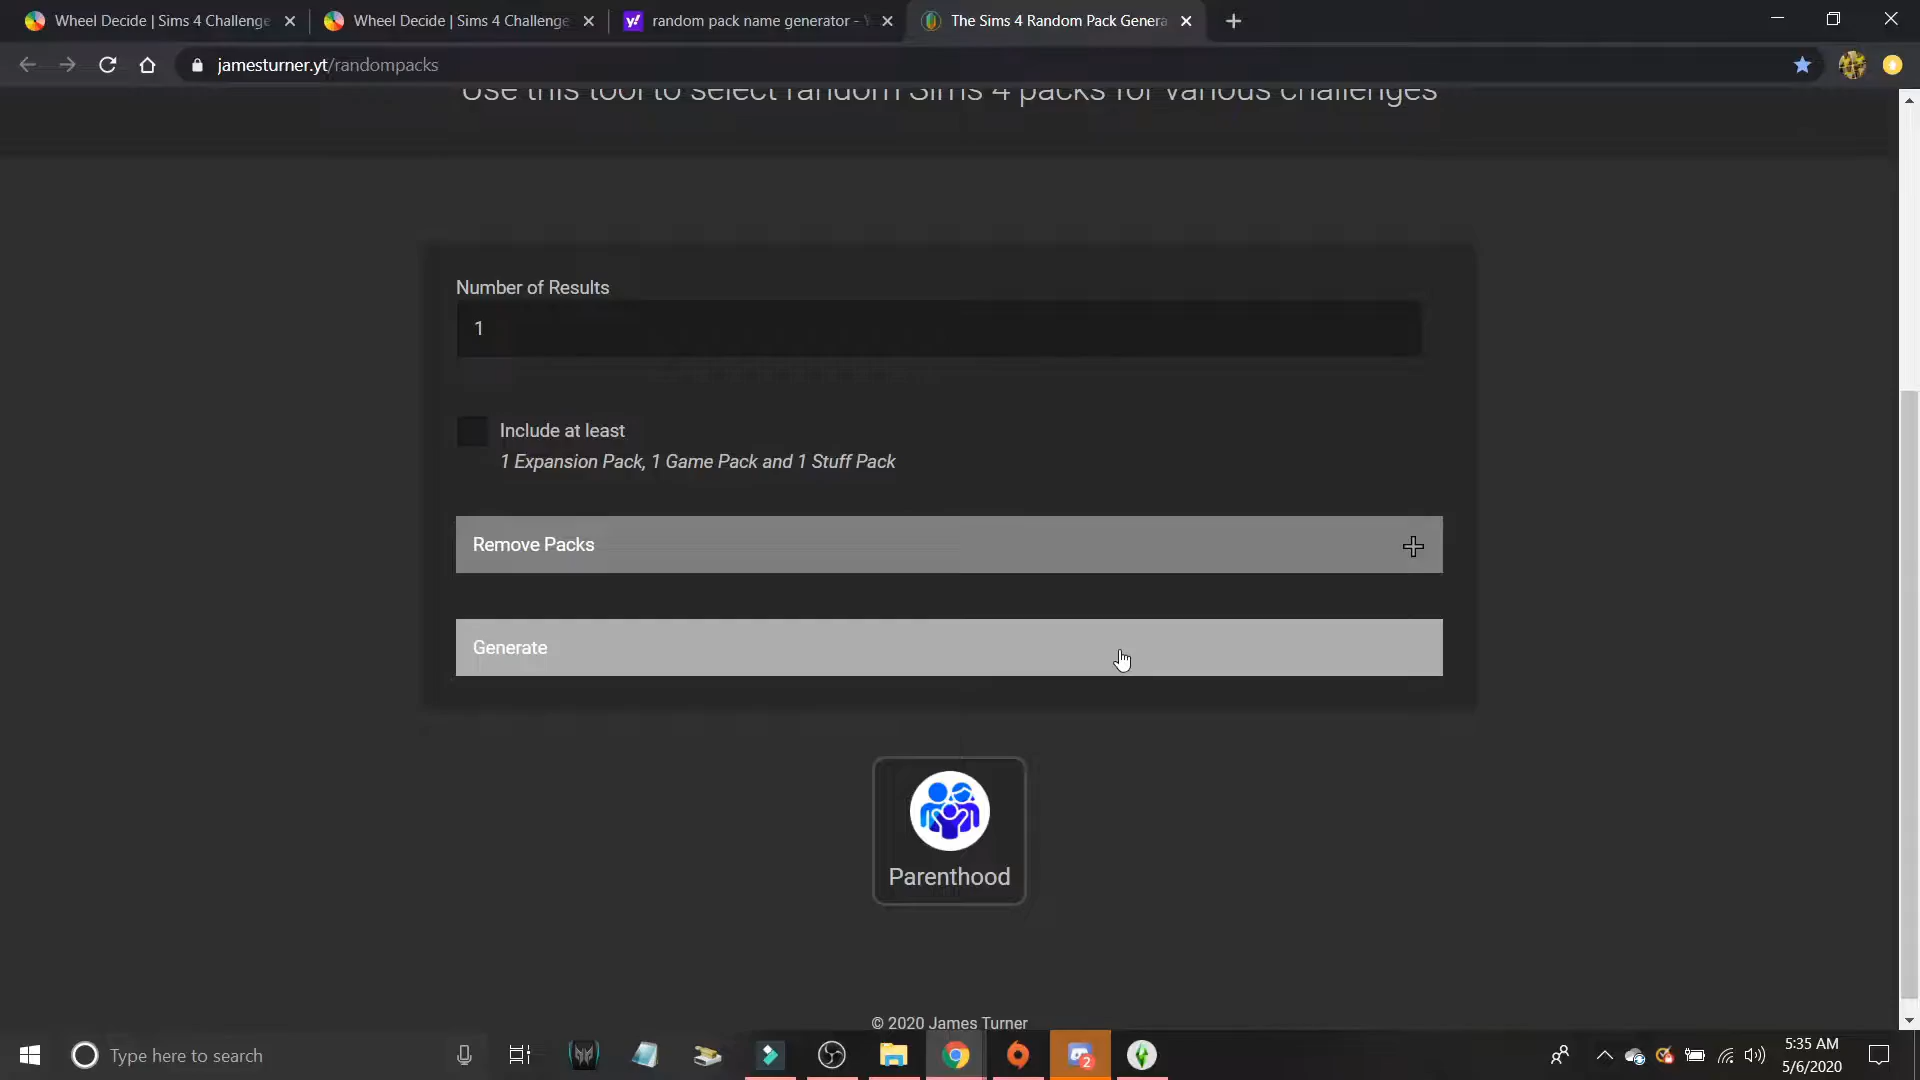 Wheel Decide | Sims 4 Challenge
Wheel Decide | Sims 4 Challenge
random pack name generator -
The Sims 4 Random Pack Genera
jamesturner.yt/randompacks
Use this tool to select random Sims 4 packs for various challenges
Number of Results
1
Include at least
1 Expansion Pack, 1 Game Pack and 1 Stuff Pack
Remove Packs
Generate
Parenthood
© 2020 James Turner
Type here to search
2
5:35 AM
5/6/2020